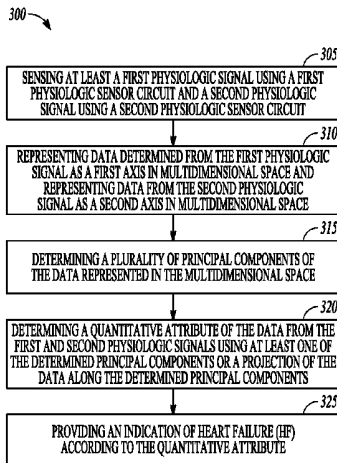 300
305
SENSING AT LEAST A FIRST PHYSIOLOGIC SIGNAL USING A FIRST
PHYSIOLOGIC SENSOR CIRCUIT AND A SECOND PHYSIOLOGIC
SIGNAL USING A SECOND PHYSIOLOGIC SENSOR CIRCUIT
310
REPRESENTING DATA DETERMINED FROM THE FIRST PHYSIOLOGIC
SIGNAL AS A FIRST AXIS IN MULTIDIMENSIONAL SPACE AND
REPRESENTING DATA FROM THE SECOND PHYSIOLOGIC
SIGNAL AS A SECOND AXIS IN MULTIDIMENSIONAL SPACE
315
DETERMINING A PLURALITY OF PRINCIPAL COMPONENTS OF
THE DATA REPRESENTED IN THE MULTIDIMENSIONAL SPACE
320
DETERMINING A QUANTITATIVE ATTRIBUTE OF THE DATA FROM THE
FIRST AND SECOND PHYSIOLOGIC SIGNALS USING AT LEAST ONE OF
THE DETERMINED PRINCIPAL COMPONENTS OR A PROJECTION OF THE
DATA ALONG THE DETERMINED PRINCIPAL COMPONENTS
325
PROVIDING AN INDICATION OF HEART FAILURE (HF)
ACCORDING TO THE QUANTITATIVE ATTRIBUTE